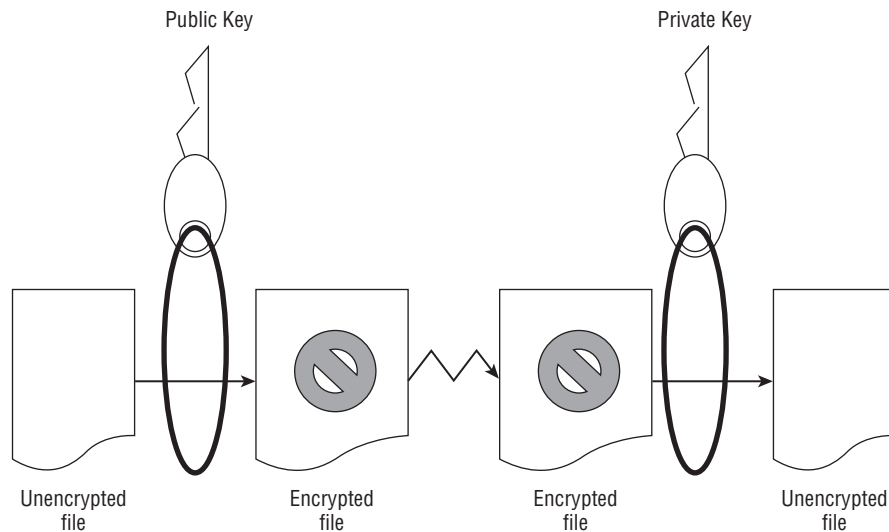 Public Key
Private Key
Unencrypted
file
Encrypted
file
Encrypted
file
Unencrypted
file